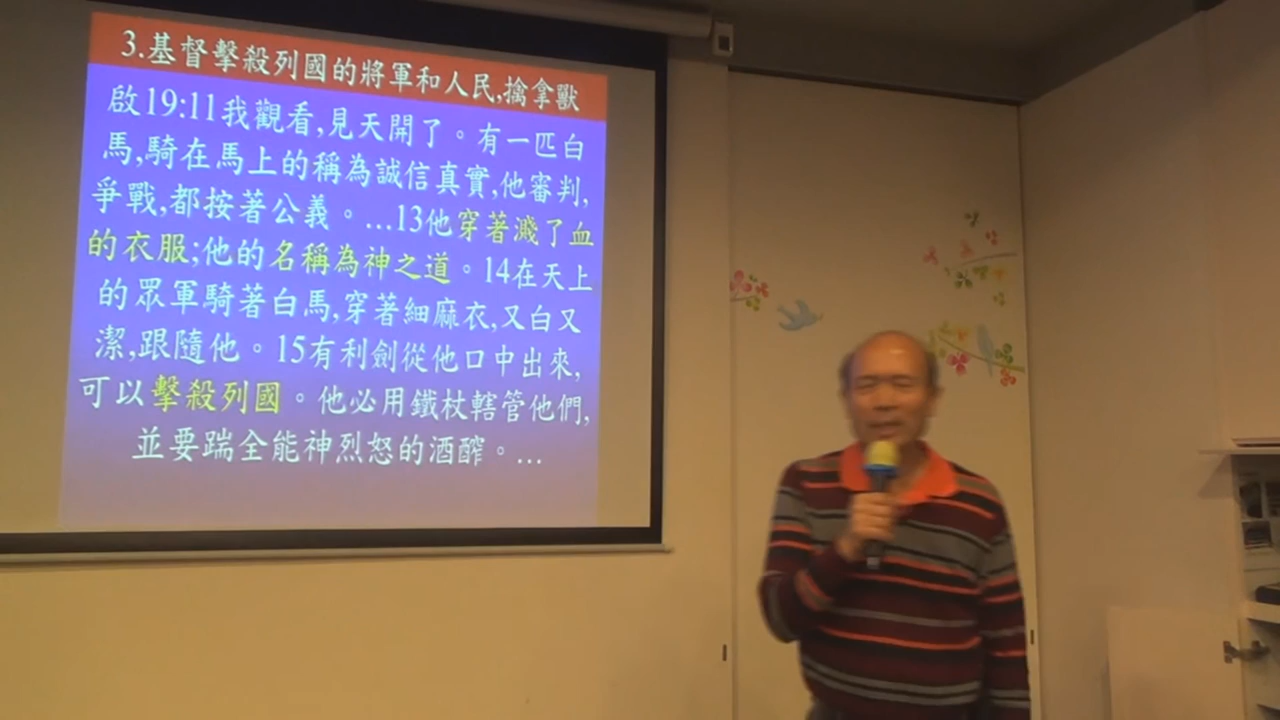 3.基督擊殺列國的將軍和人民,擒拿獸
啟19:11我觀看,見天開了。有一匹白
馬,騎在馬上的稱為誠信真實,他審判,
爭戰,都按著公義。...13他穿著濺了血
的衣服;他的名稱為神之道。14在天上
的眾軍騎著白馬,穿著細麻衣,又白又
潔,跟隨他。15有利劍從他口中出來,
可以擊殺列國。他必用鐵杖轄管他們,
並要踹全能神烈怒的酒醡。...